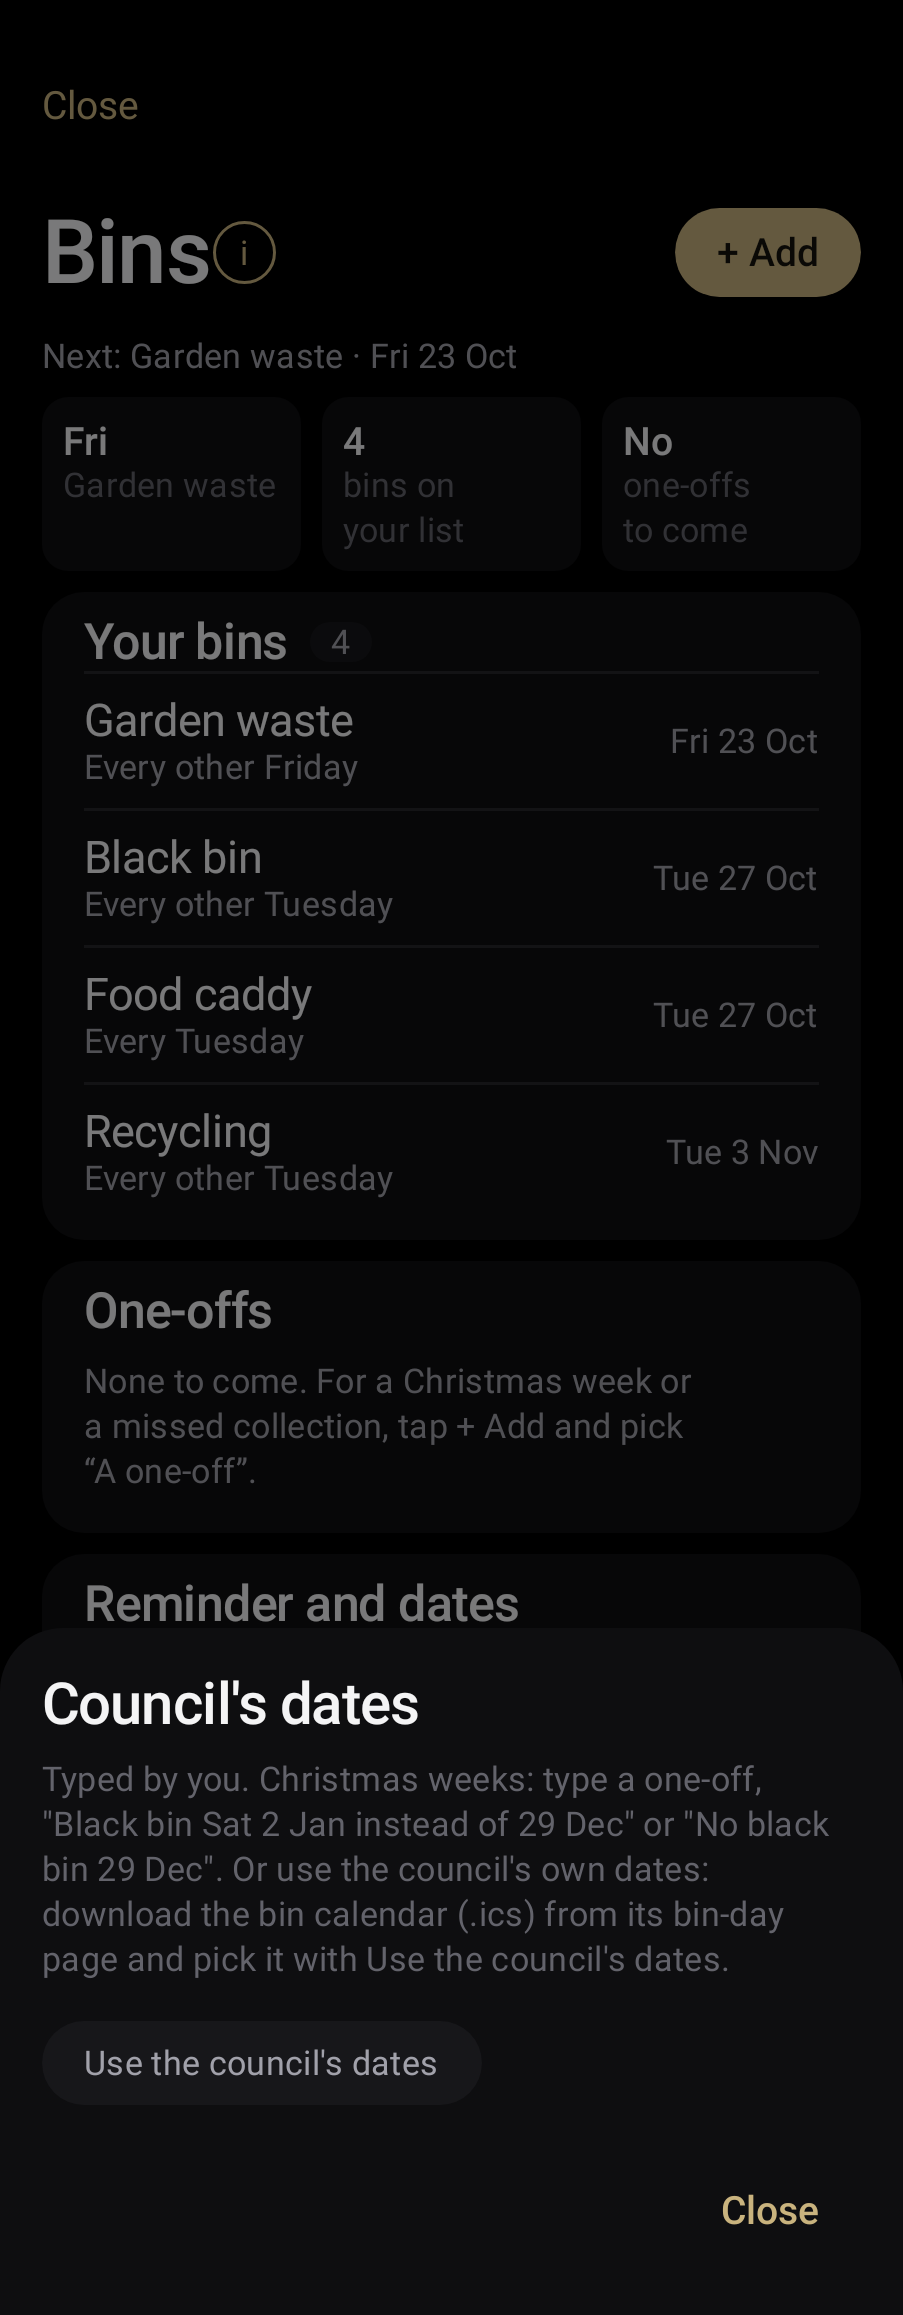 Close
Bins i
+ Add
Next: Garden waste · Fri 23 Oct
Fri
Garden waste
4
bins on
your list
No
one-offs
to come
Your bins 4
Garden waste
Every other Friday
Fri 23 Oct
Black bin
Every other Tuesday
Tue 27 Oct
Food caddy
Every Tuesday
Tue 27 Oct
Recycling
Every other Tuesday
Tue 3 Nov
One-offs
None to come. For a Christmas week or
a missed collection, tap + Add and pick
“A one-off”.
Reminder and dates
Council's dates
Typed by you. Christmas weeks: type a one-off,
"Black bin Sat 2 Jan instead of 29 Dec" or "No black
bin 29 Dec". Or use the council's own dates:
download the bin calendar (.ics) from its bin-day
page and pick it with Use the council's dates.
Use the council's dates
Close